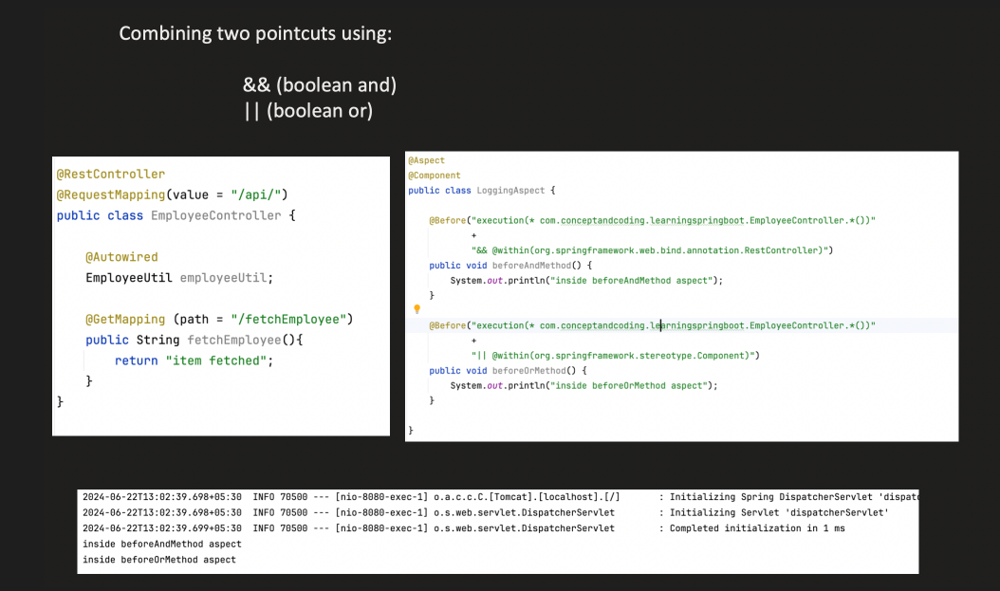 Combining two pointcuts using:
&& (boolean and)
|| (boolean or)
@RestController
@RequestMapping(value = "/api/")
public class EmployeeController {
@Autowired
EmployeeUtil employeeUtil;
@GetMapping (path = "/fetchEmployee")
public String fetchEmployee(){
return "item fetched";
}
}
@Aspect
@Component
public class LoggingAspect {
@Before("execution(* com.conceptandcoding.learningspringboot.EmployeeController.*())"
+
"&& @within(org.springframework.web.bind.annotation.RestController)")
public void beforeAndMethod() {
System.out.println("inside beforeAndMethod aspect");
}
@Before("execution(* com.conceptandcoding.learningspringboot.EmployeeController.*())"
+
"|| @within(org.springframework.stereotype.Component)")
public void beforeOrMethod() {
System.out.println("inside beforeOrMethod aspect");
}
}
2024-06-22T13:02:39.698+05:30  INFO 70500 --- [nio-8080-exec-1] o.a.c.c.C.[Tomcat].[localhost].[/]       : Initializing Spring DispatcherServlet 'dispatc
2024-06-22T13:02:39.698+05:30  INFO 70500 --- [nio-8080-exec-1] o.s.web.servlet.DispatcherServlet        : Initializing Servlet 'dispatcherServlet'
2024-06-22T13:02:39.699+05:30  INFO 70500 --- [nio-8080-exec-1] o.s.web.servlet.DispatcherServlet        : Completed initialization in 1 ms
inside beforeAndMethod aspect
inside beforeOrMethod aspect